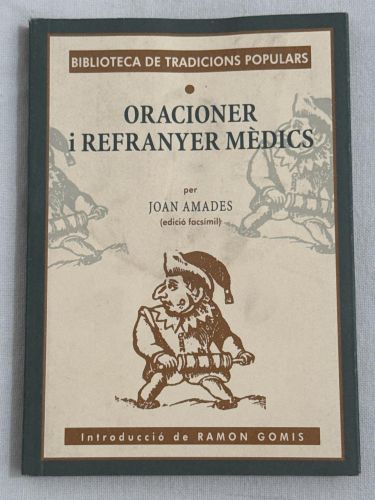 BIBLIOTECA DE TRADICIONS POPULARS
ORACIONER
i REFRANYER MÈDICS
per
JOAN AMADES
(edició facsímil)
Introducció de RAMON GOMIS